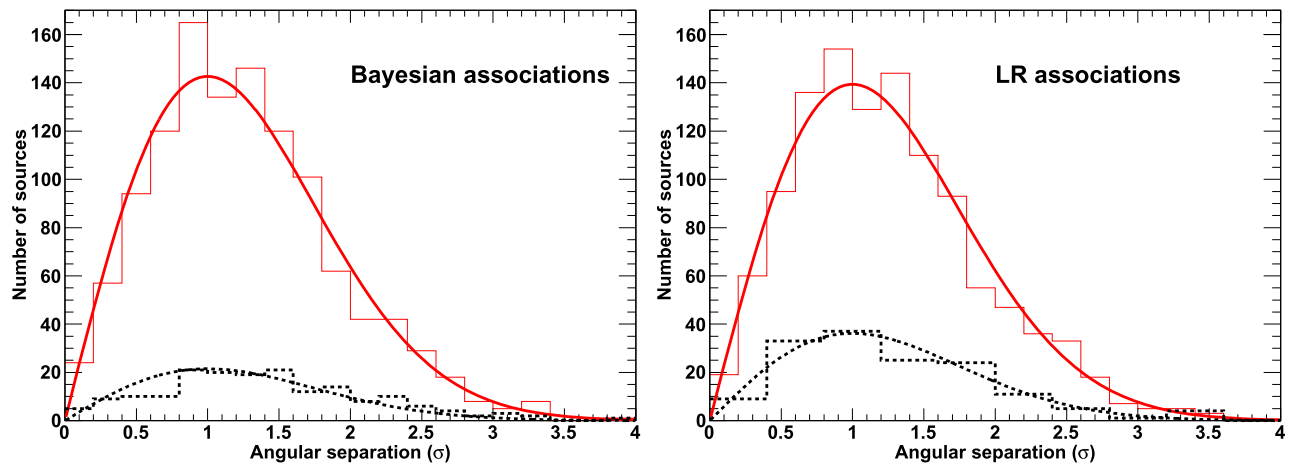 160
140
120
100
80
60
40
20
0
Number of sources
Bayesian associations
0 0.5 1 1.5 2 2.5 3 3.5 4
Angular separation (σ)
160
140
120
100
80
60
40
20
0
Number of sources
LR associations
0 0.5 1 1.5 2 2.5 3 3.5 4
Angular separation (σ)